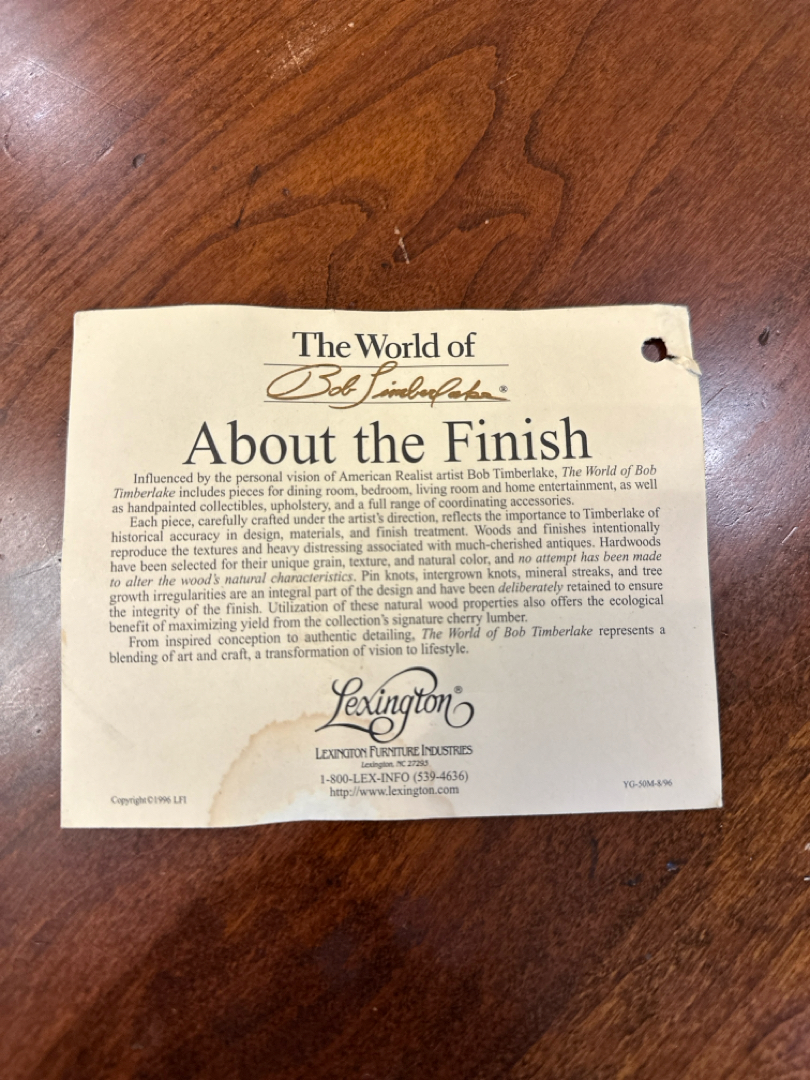 The World of
Bob Timberlake ®
About the Finish
Influenced by the personal vision of American Realist artist Bob Timberlake, The World of Bob
Timberlake includes pieces for dining room, bedroom, living room and home entertainment, as well
as handpainted collectibles, upholstery, and a full range of coordinating accessories.
Each piece, carefully crafted under the artist's direction, reflects the importance to Timberlake of
historical accuracy in design, materials, and finish treatment. Woods and finishes intentionally
reproduce the textures and heavy distressing associated with much-cherished antiques. Hardwoods
have been selected for their unique grain, texture, and natural color, and no attempt has been made
to alter the wood's natural characteristics. Pin knots, intergrown knots, mineral streaks, and tree
growth irregularities are an integral part of the design and have been deliberately retained to ensure
the integrity of the finish. Utilization of these natural wood properties also offers the ecological
benefit of maximizing yield from the collection's signature cherry lumber.
From inspired conception to authentic detailing, The World of Bob Timberlake represents a
blending of art and craft, a transformation of vision to lifestyle.
Lexington®
LEXINGTON FURNITURE INDUSTRIES
Lexington, NC 27293
1-800-LEX-INFO (539-4636)
http://www.lexington.com
Copyright ©1996 LFI
YG-50M-8/96